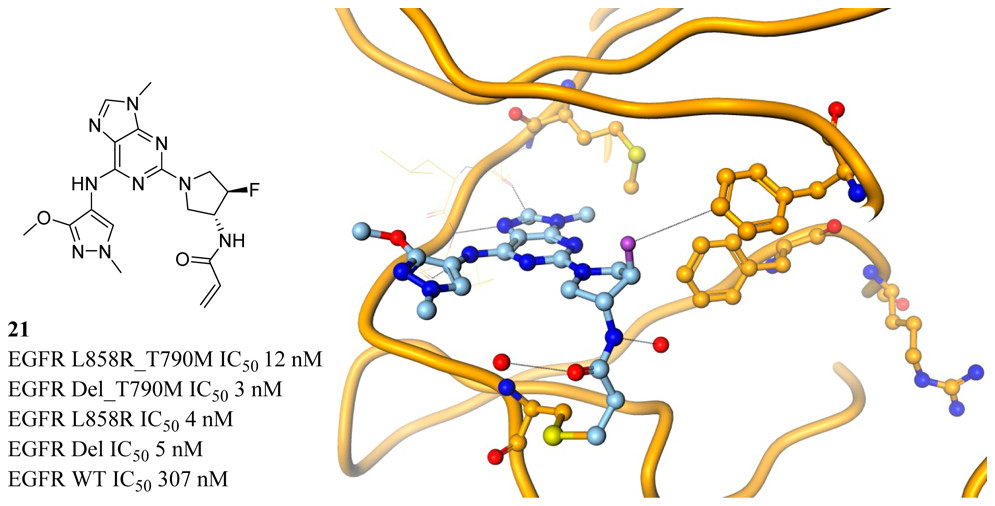 N
N
N
N
N
HN
N
F
O
N
N
NH
O
21
EGFR L858R_T790M IC50 12 nM
EGFR Del_T790M IC50 3 nM
EGFR L858R IC50 4 nM
EGFR Del IC50 5 nM
EGFR WT IC50 307 nM